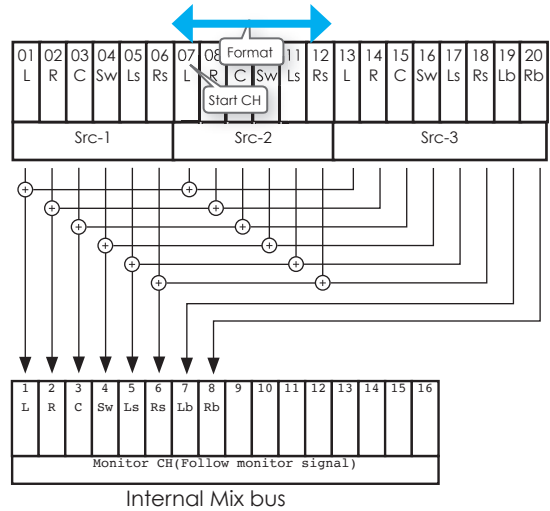 Format
01 02 03 04 05 06 07 08 11 12 13 14 15 16 17 18 19 20
L R C Sw Ls Rs L R C Sw Ls Rs L R C Sw Ls Rs Lb Rb
Start CH
Src-1 Src-2 Src-3
+ +
+ +
+ +
+ +
+ +
+ +
1 2 3 4 5 6 7 8 9 10 11 12 13 14 15 16
L R C Sw Ls Rs Lb Rb
Monitor CH(Follow monitor signal)
Internal Mix bus